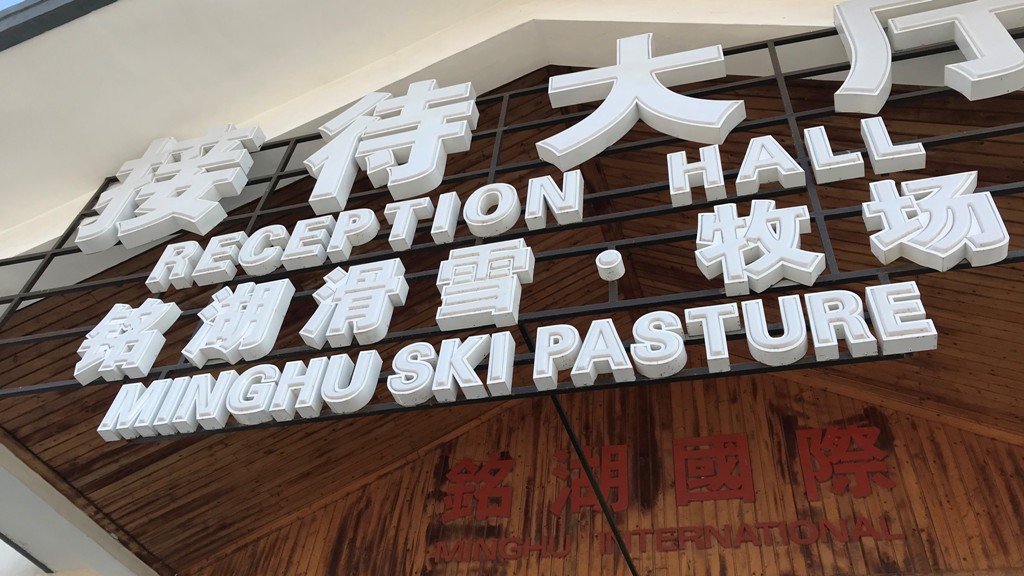 接待大厅
RECEPTION HALL
铭湖滑雪·牧场
MINGHU SKI PASTURE
銘湖國際
MINGHU INTERNATIONAL